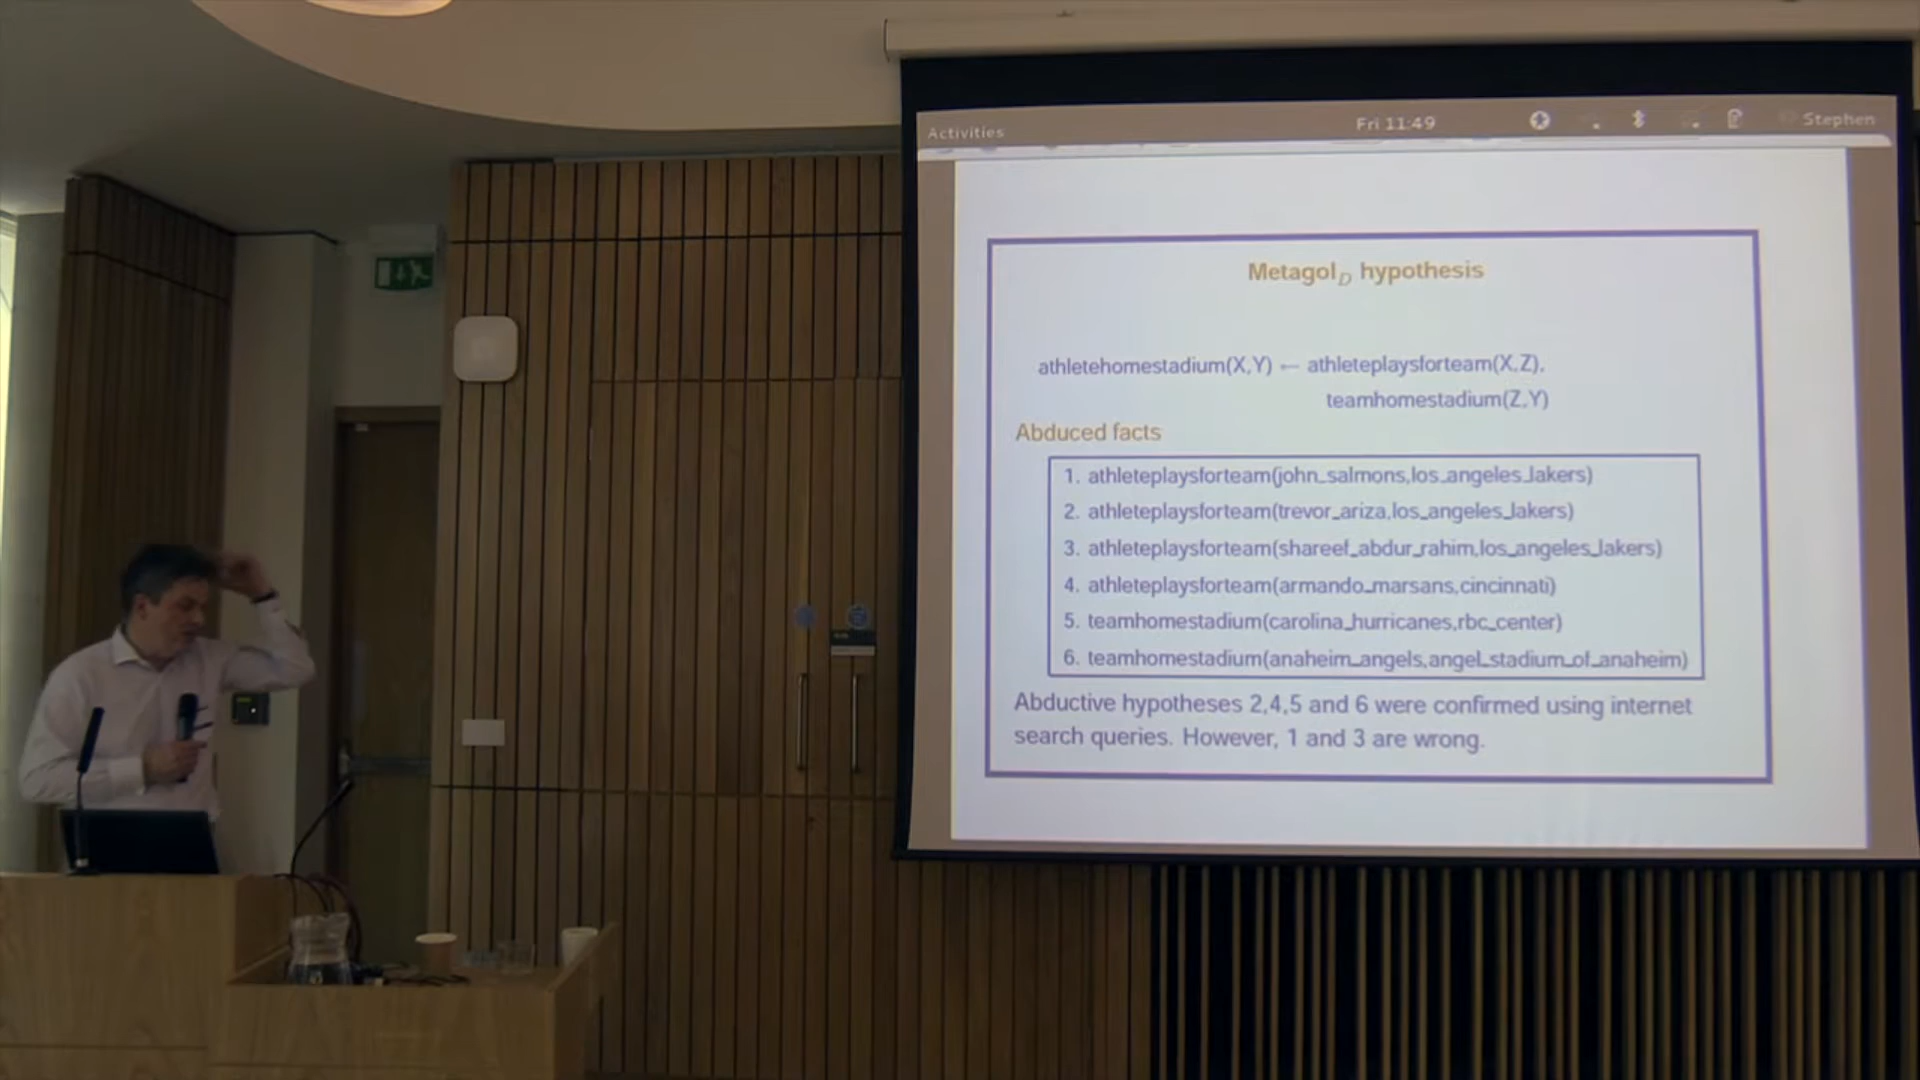 Activities
Fri 11:49
Stephen
Metagol_D hypothesis
athletehomestadium(X,Y) ← athleteplaysforteam(X,Z),
teamhomestadium(Z,Y)
Abduced facts
1. athleteplaysforteam(john_salmons,los_angeles_lakers)
2. athleteplaysforteam(trevor_ariza,los_angeles_lakers)
3. athleteplaysforteam(shareef_abdur_rahim,los_angeles_lakers)
4. athleteplaysforteam(armando_marsans,cincinnati)
5. teamhomestadium(carolina_hurricanes,rbc_center)
6. teamhomestadium(anaheim_angels,angel_stadium_of_anaheim)
Abductive hypotheses 2,4,5 and 6 were confirmed using internet
search queries. However, 1 and 3 are wrong.